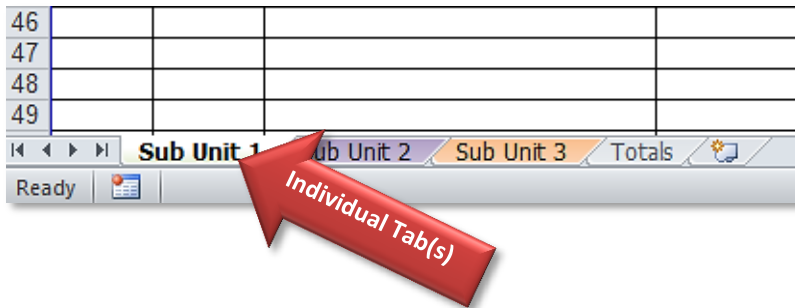 46
47
48
49
Sub Unit 1 ub Unit 2 Sub Unit 3 Totals
Ready
Individual Tab(s)